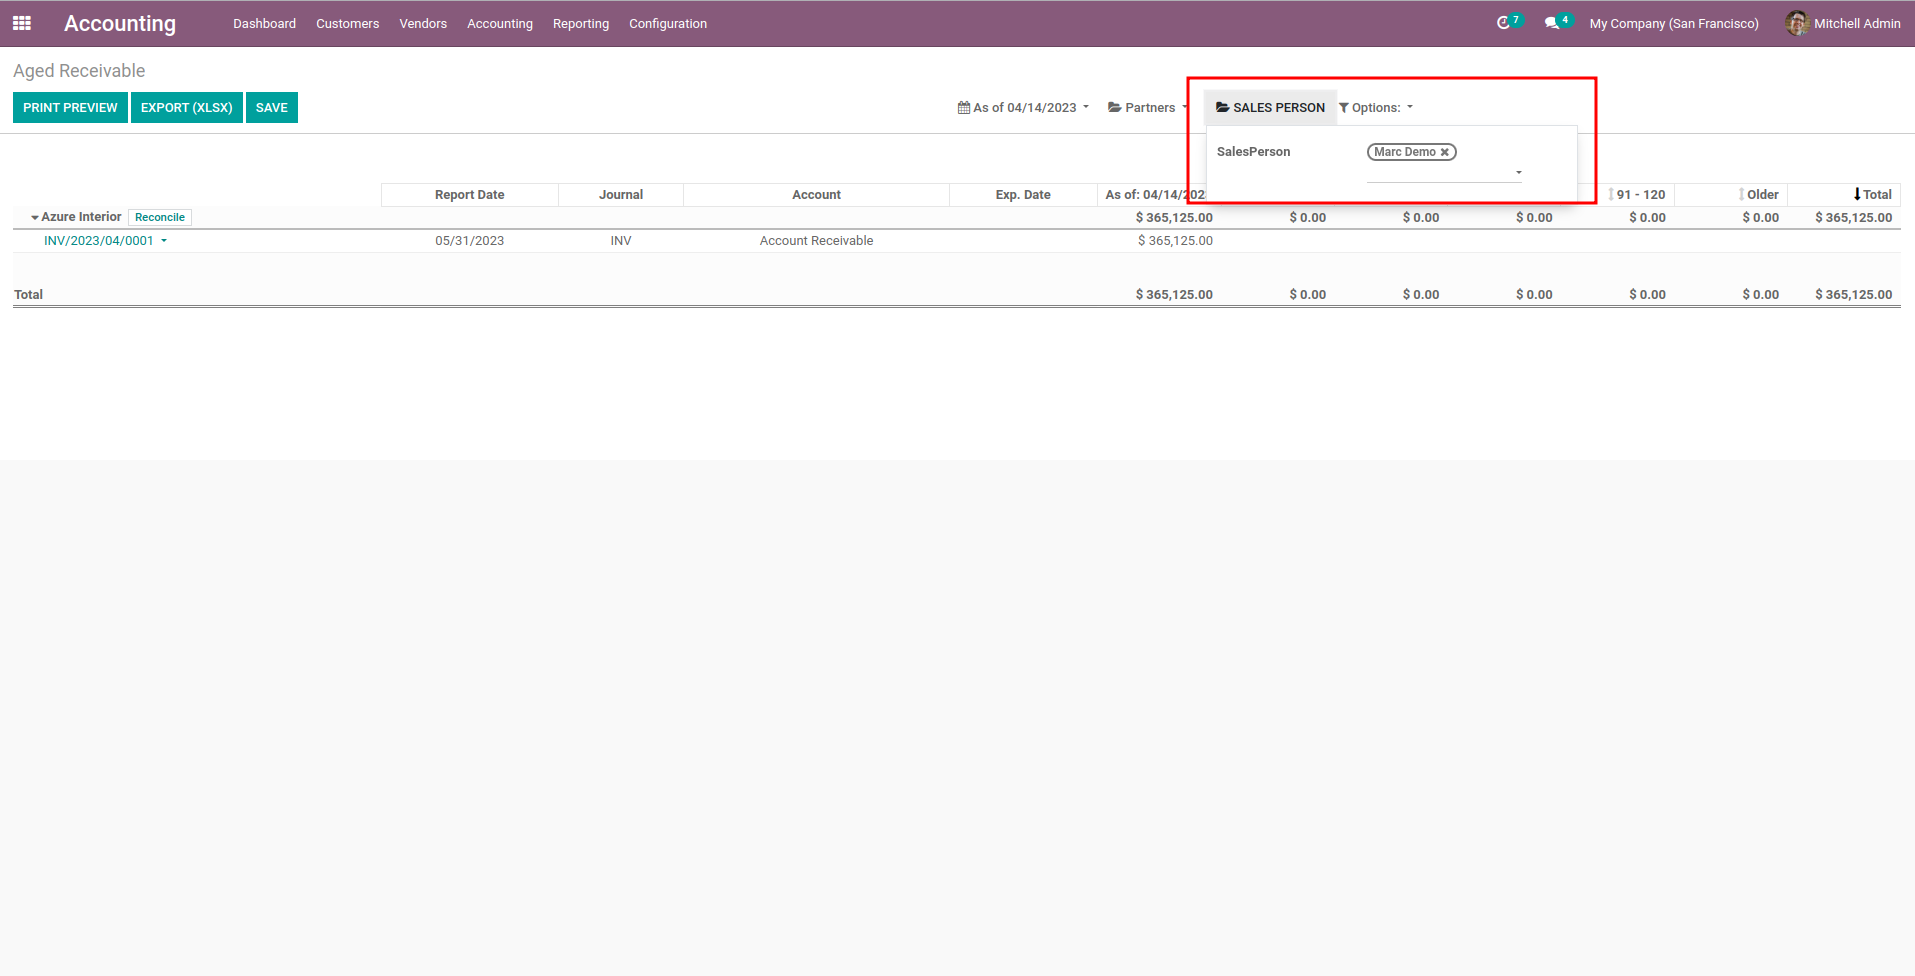 Accounting Dashboard Customers Vendors Accounting Reporting Configuration 7 4 My Company (San Francisco) Mitchell Admin
Aged Receivable
PRINT PREVIEW EXPORT (XLSX) SAVE As of 04/14/2023 Partners SALES PERSON Options:
SalesPerson Marc Demo
Report Date Journal Account Exp. Date As of: 04/14/202 91 - 120 Older Total
Azure Interior Reconcile $ 365,125.00 $ 0.00 $ 0.00 $ 0.00 $ 0.00 $ 0.00 $ 365,125.00
INV/2023/04/0001 05/31/2023 INV Account Receivable $ 365,125.00
Total $ 365,125.00 $ 0.00 $ 0.00 $ 0.00 $ 0.00 $ 0.00 $ 365,125.00